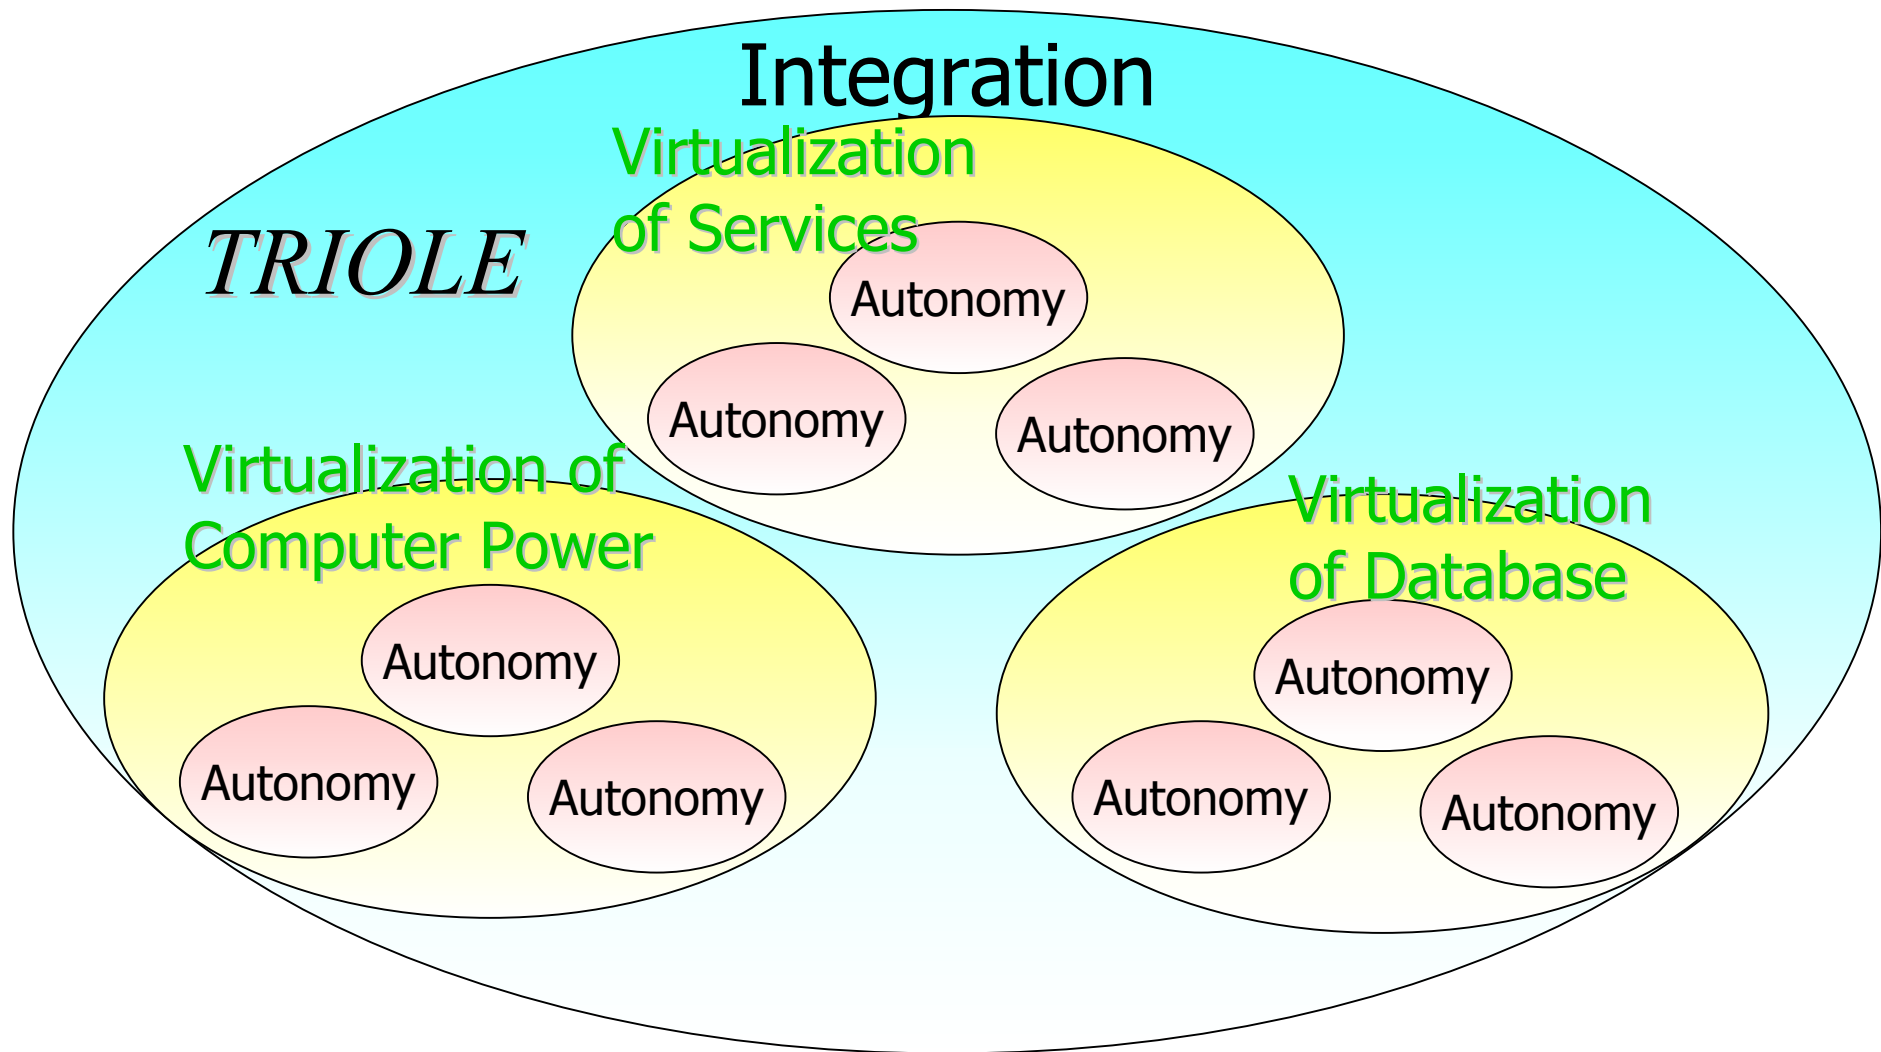 Integration
Virtualization
of Services
TRIOLE
Autonomy
Autonomy
Autonomy
Virtualization of
Computer Power
Autonomy
Autonomy
Autonomy
Virtualization
of Database
Autonomy
Autonomy
Autonomy